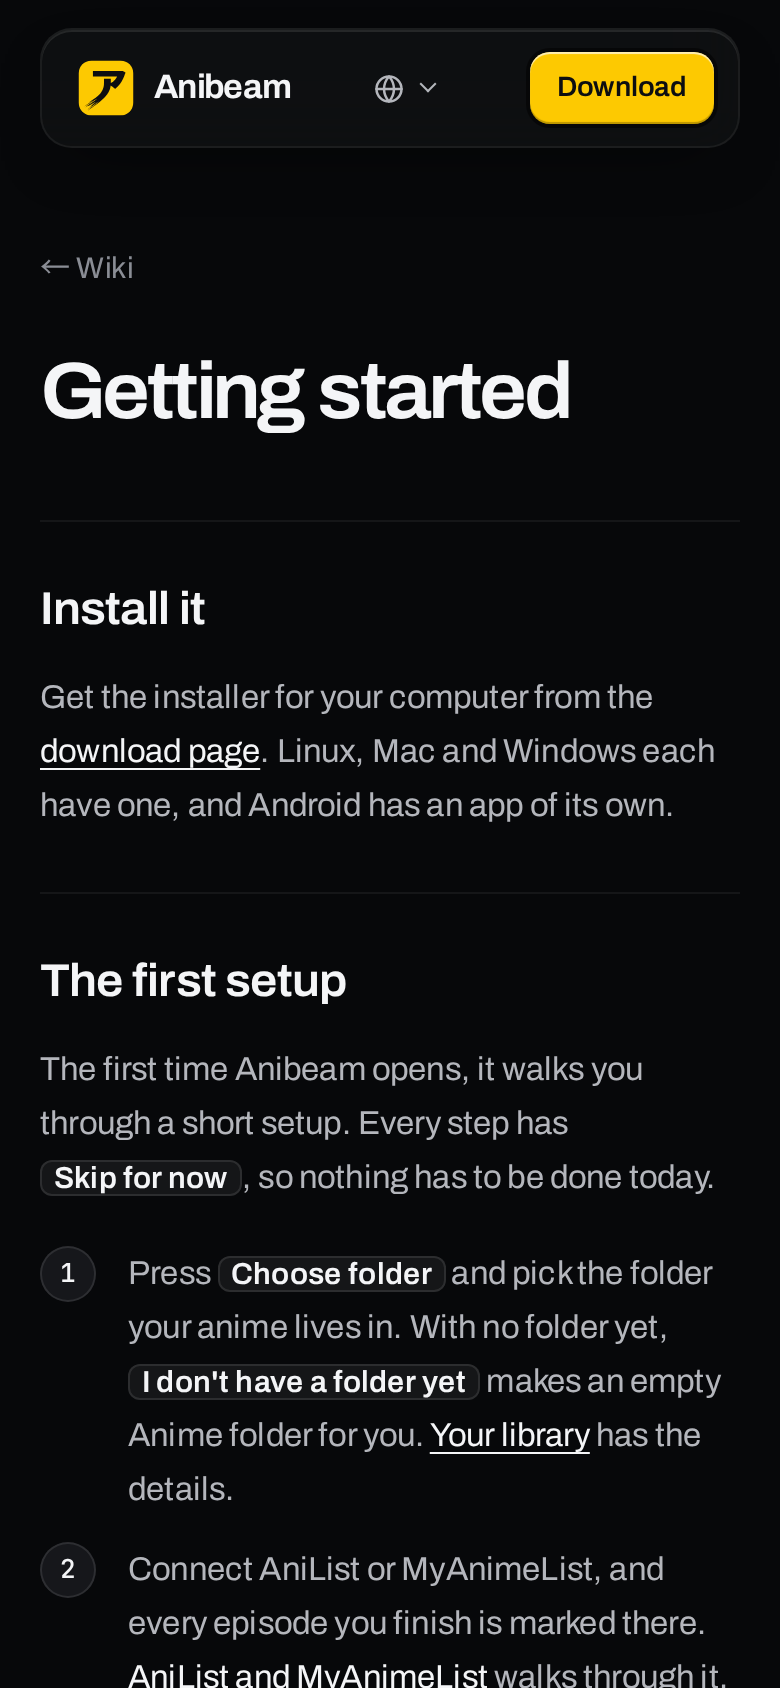 Anibeam
Download
← Wiki
Getting started
Install it
Get the installer for your computer from the
download page. Linux, Mac and Windows each
have one, and Android has an app of its own.
The first setup
The first time Anibeam opens, it walks you
through a short setup. Every step has
Skip for now, so nothing has to be done today.
1 Press Choose folder and pick the folder
your anime lives in. With no folder yet,
I don't have a folder yet makes an empty
Anime folder for you. Your library has the
details.
2 Connect AniList or MyAnimeList, and
every episode you finish is marked there.
AniList and MyAnimeList walks through it.